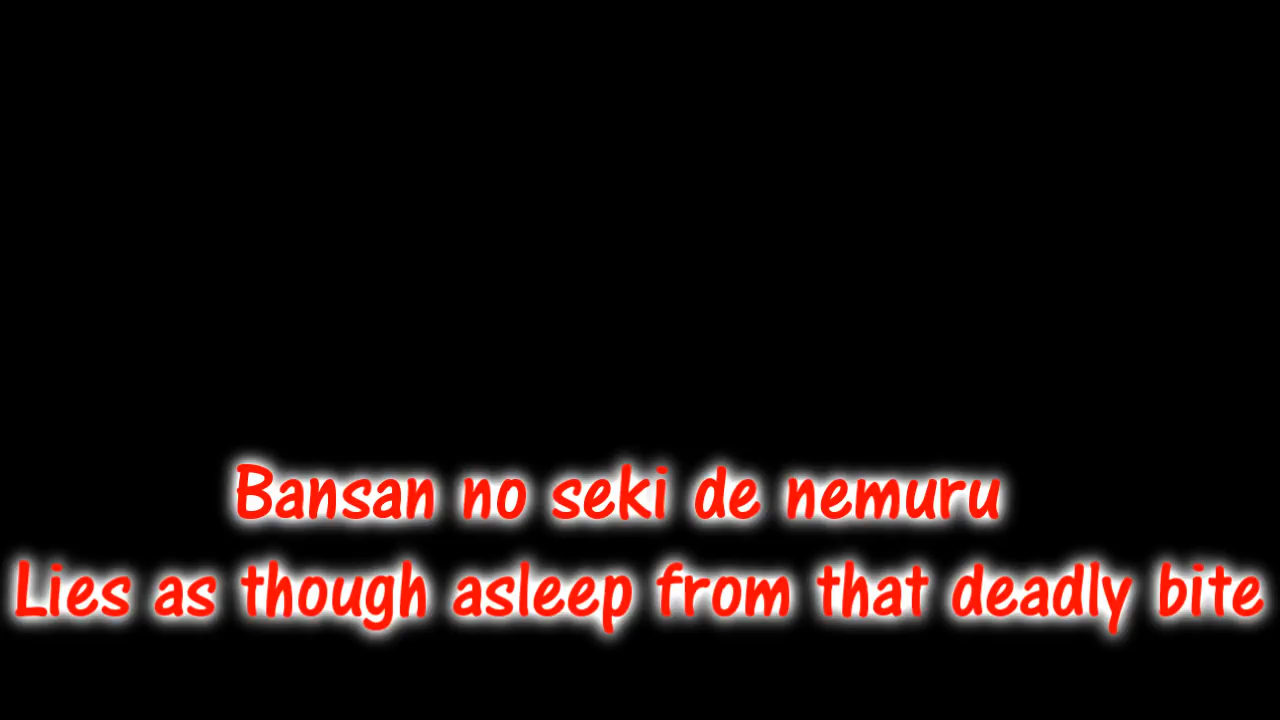 Bansan no seki de nemuru
Lies as though asleep from that deadly bite